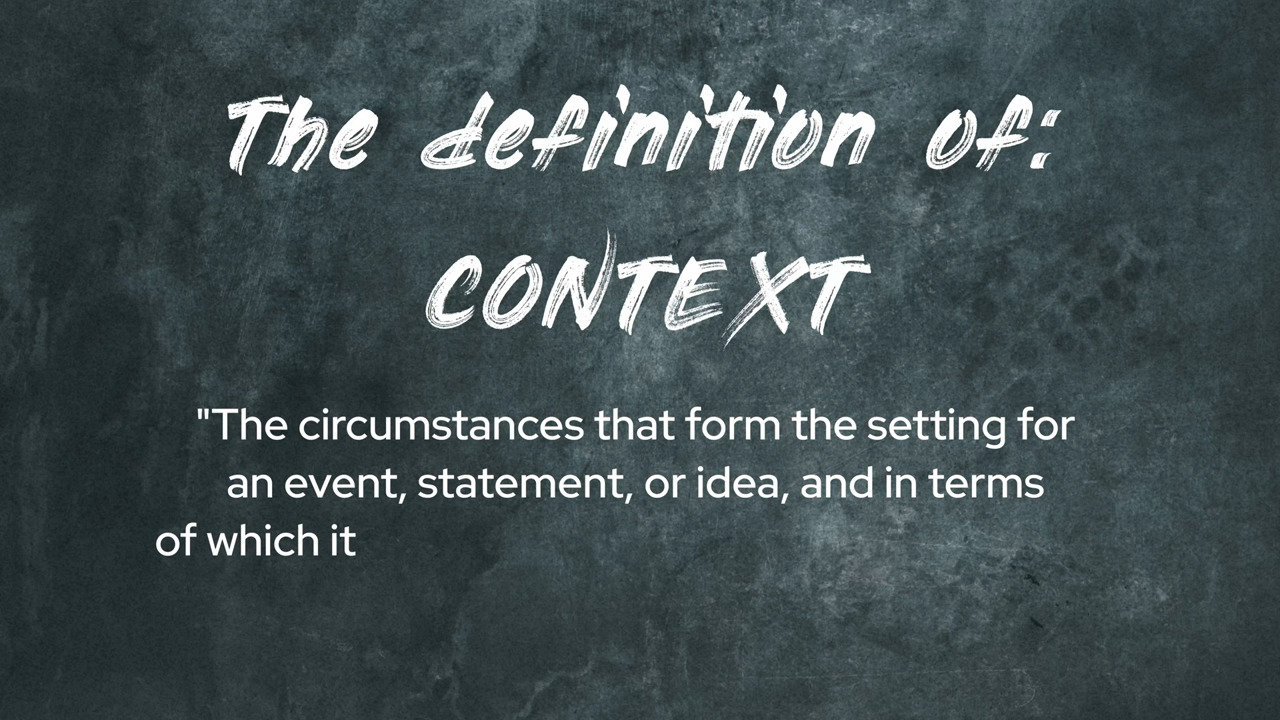 The definition of:
CONTEXT
"The circumstances that form the setting for
an event, statement, or idea, and in terms
of which it